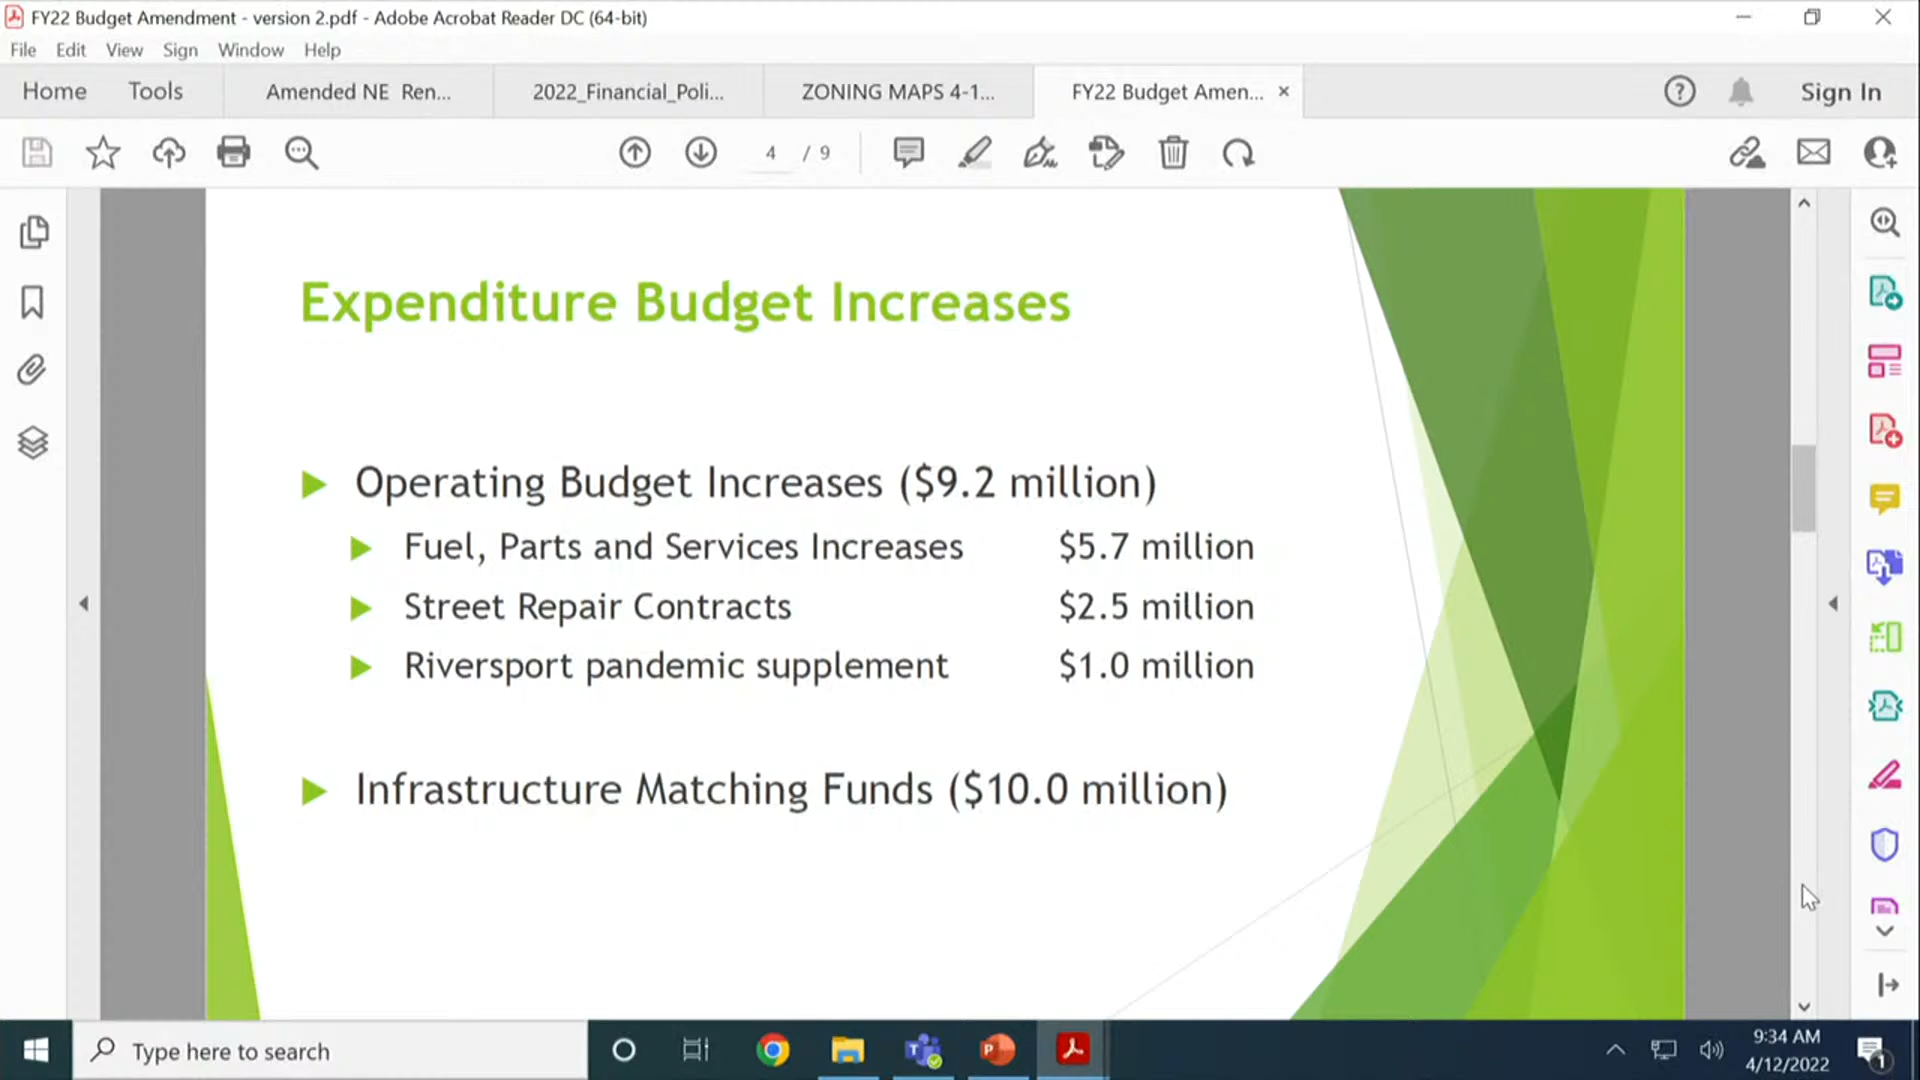 FY22 Budget Amendment - version 2.pdf - Adobe Acrobat Reader DC (64-bit)
File Edit View Sign Window Help
Home Tools Amended NE Ren... 2022_Financial_Poli... ZONING MAPS 4-1... FY22 Budget Amen... × Sign In
4 / 9
Expenditure Budget Increases
Operating Budget Increases ($9.2 million)
Fuel, Parts and Services Increases $5.7 million
Street Repair Contracts $2.5 million
Riversport pandemic supplement $1.0 million
Infrastructure Matching Funds ($10.0 million)
Type here to search
9:34 AM
4/12/2022
1